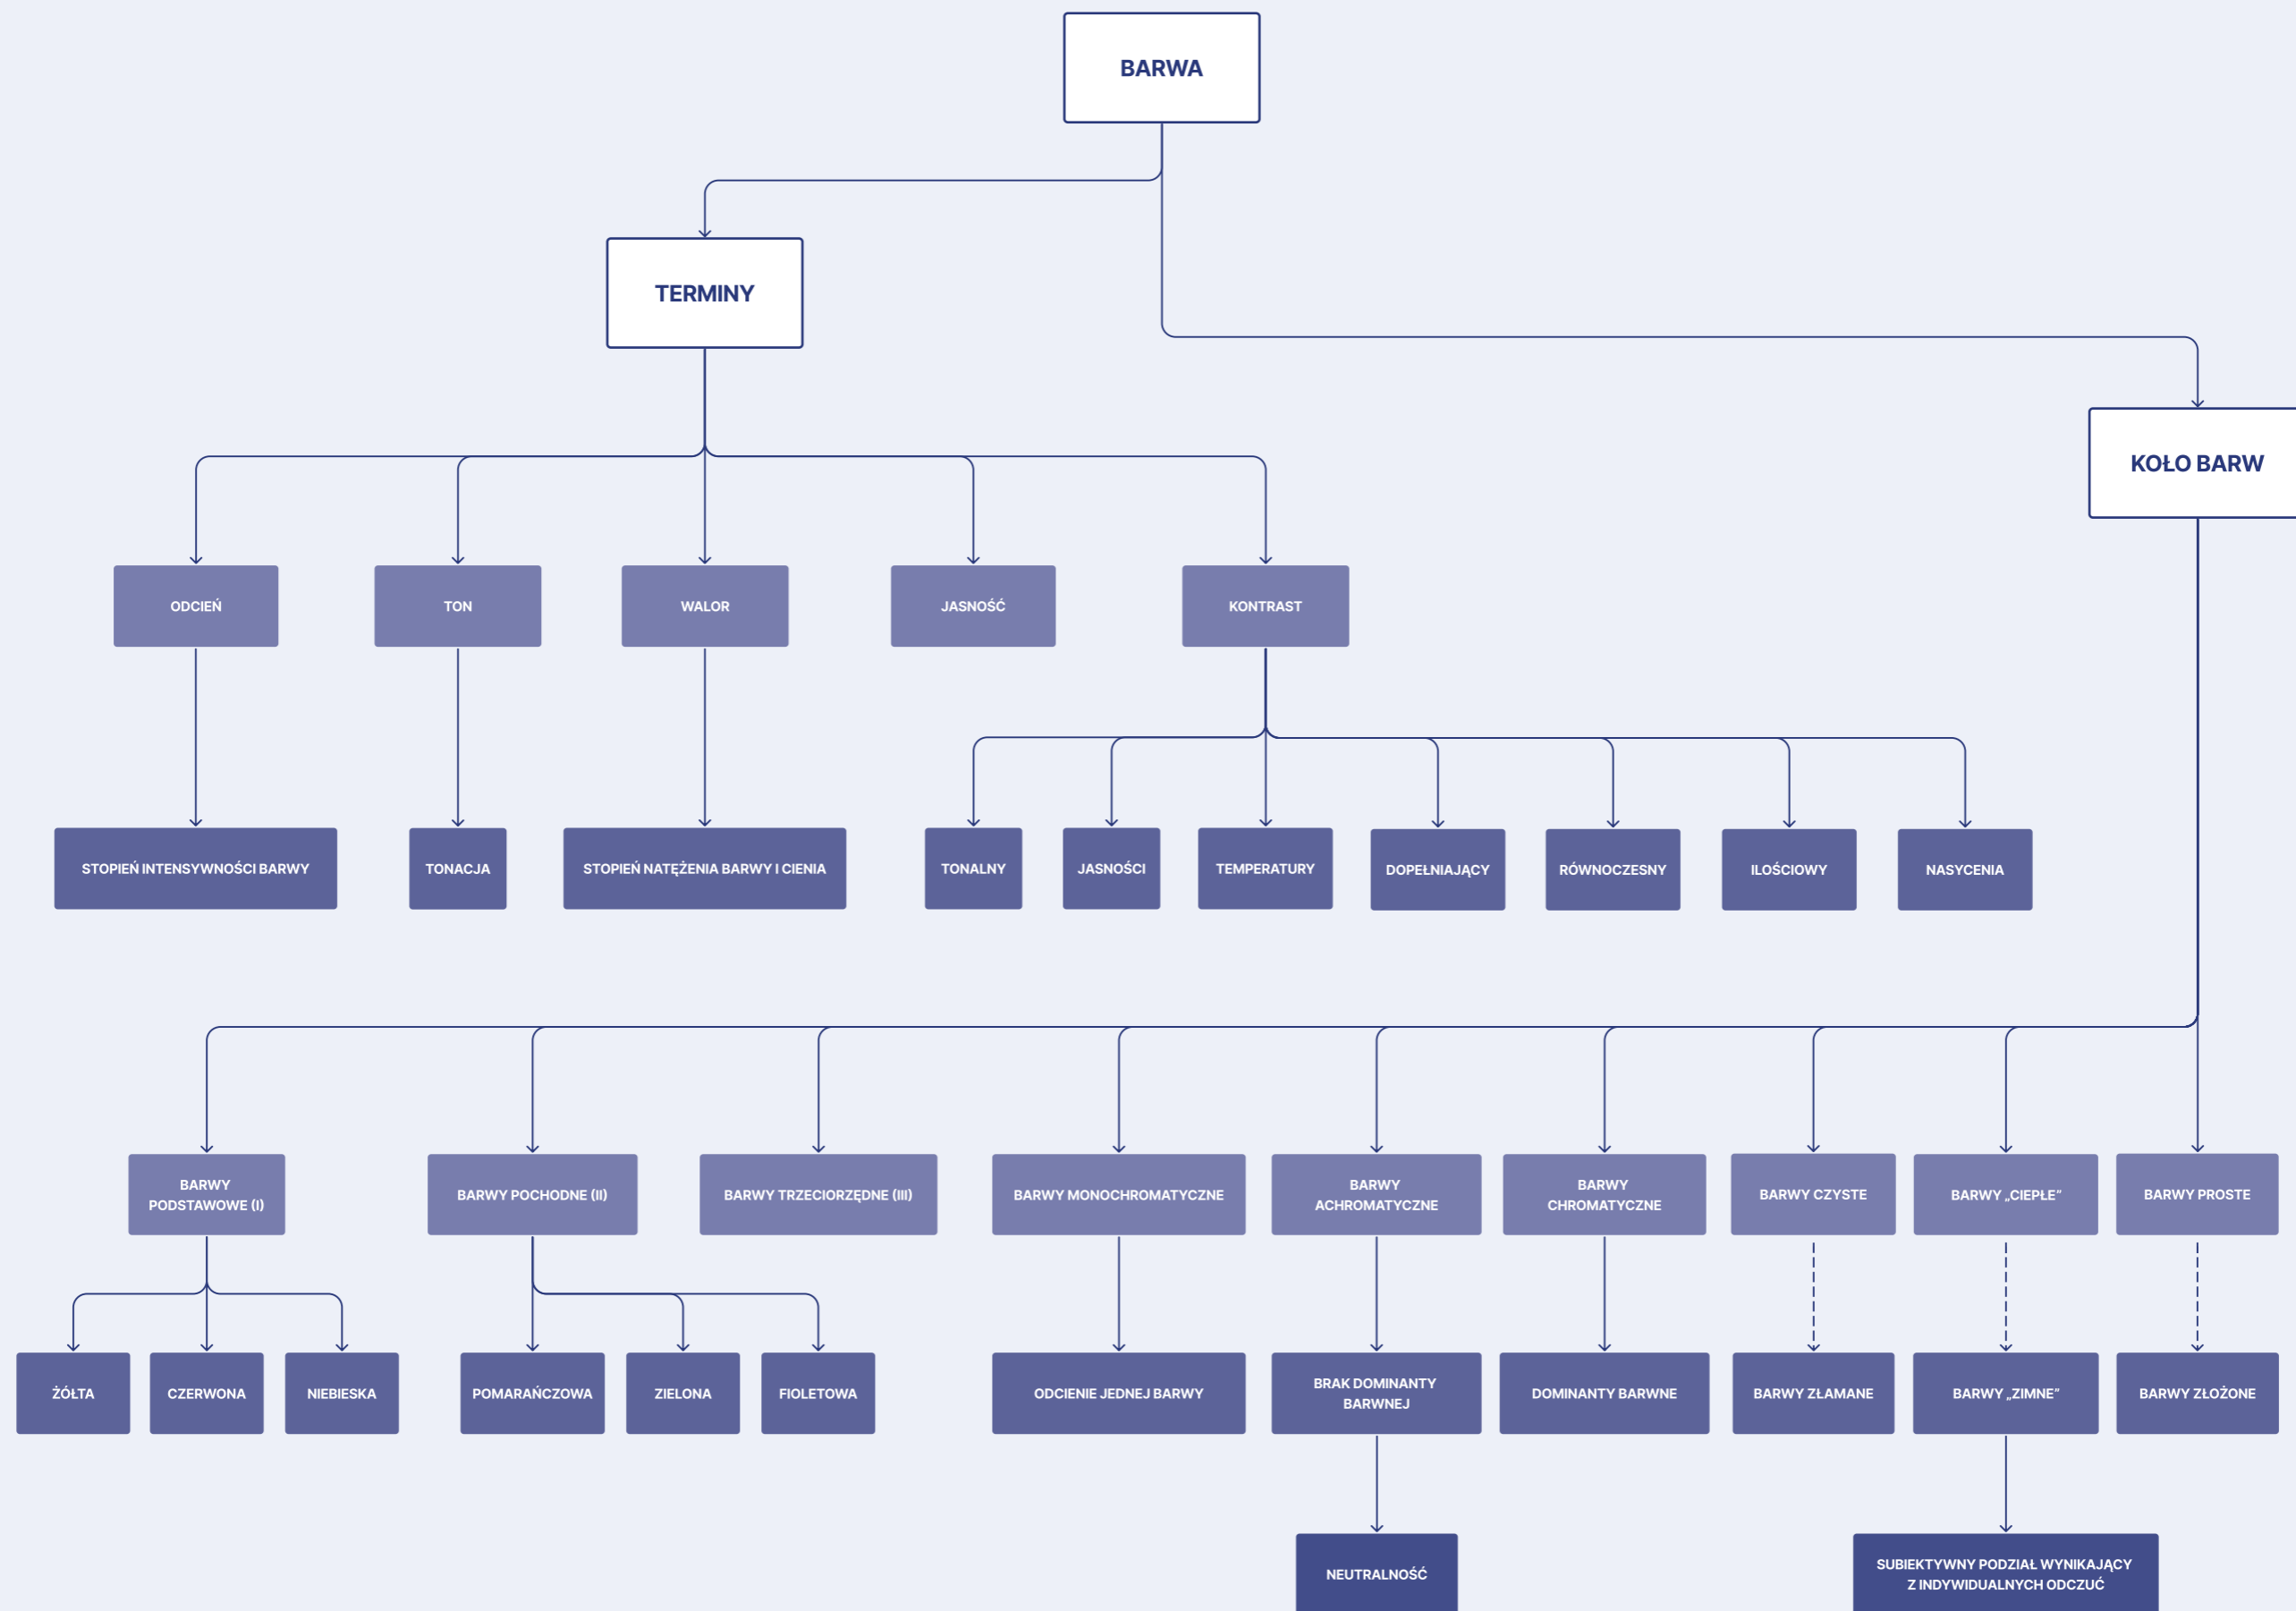 BARWA
TERMINY
KOŁO BARW
ODCIEŃ
TON
WALOR
JASNOŚĆ
KONTRAST
STOPIEŃ INTENSYWNOŚCI BARWY
TONACJA
STOPIEŃ NATĘŻENIA BARWY I CIENIA
TONALNY
JASNOŚCI
TEMPERATURY
DOPEŁNIAJĄCY
RÓWNOCZESNY
ILOŚCIOWY
NASYCENIA
BARWY
PODSTAWOWE (I)
BARWY POCHODNE (II)
BARWY TRZECIORZĘDNE (III)
BARWY MONOCHROMATYCZNE
BARWY
ACHROMATYCZNE
BARWY
CHROMATYCZNE
BARWY CZYSTE
BARWY „CIEPŁE”
BARWY PROSTE
ŻÓŁTA
CZERWONA
NIEBIESKA
POMARAŃCZOWA
ZIELONA
FIOLETOWA
ODCIENIE JEDNEJ BARWY
BRAK DOMINANTY
BARWNEJ
DOMINANTY BARWNE
BARWY ZŁAMANE
BARWY „ZIMNE”
BARWY ZŁOŻONE
NEUTRALNOŚĆ
SUBIEKTYWNY PODZIAŁ WYNIKAJĄCY
Z INDYWIDUALNYCH ODCZUĆ